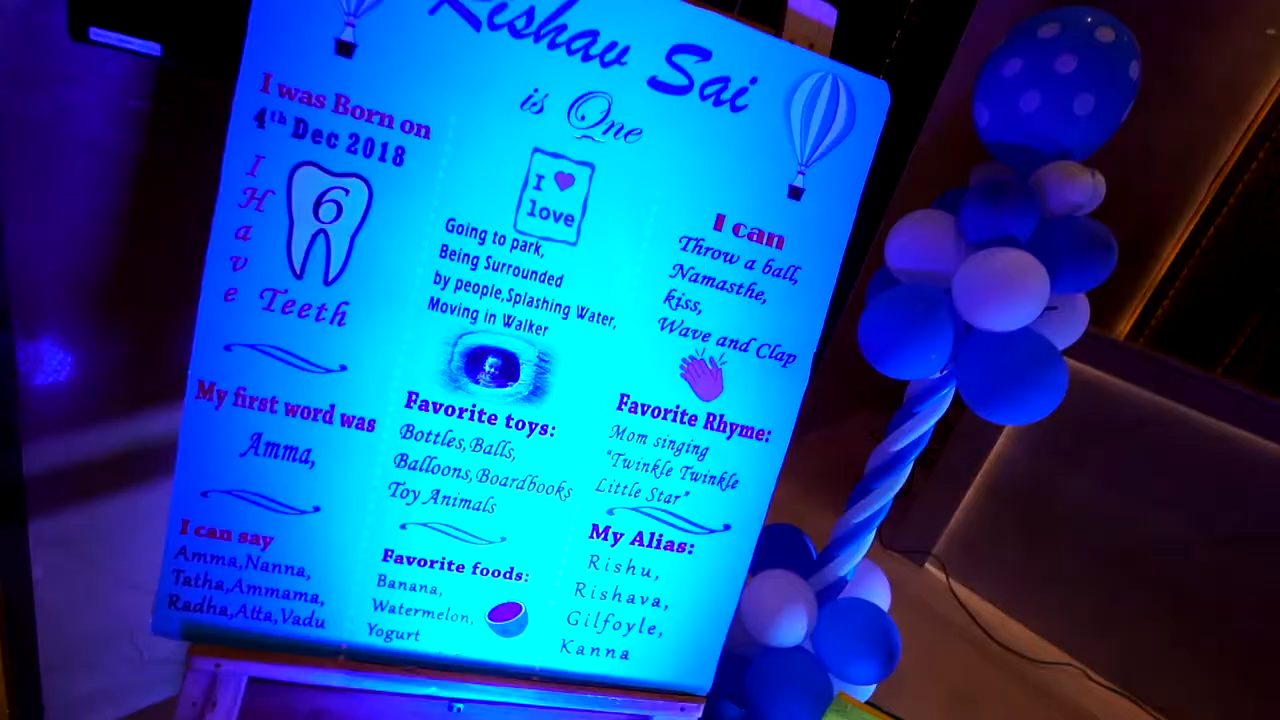 Rishav Sai
is One
I was Born on
4th Dec 2018
I Have
6
Teeth
My first word was
Amma,
I can say
Amma,Nanna,
Tatha,Ammama,
Radha,Atta,Vadu
I ♥
love
Going to park,
Being Surrounded
by people,Splashing Water,
Moving in Walker
Favorite toys:
Bottles,Balls,
Balloons,Boardbooks
Toy Animals
Favorite foods:
Banana,
Watermelon,
Yogurt
I can
Throw a ball,
Namasthe,
kiss,
Wave and Clap
Favorite Rhyme:
Mom singing
"Twinkle Twinkle
Little Star"
My Alias:
Rishu,
Rishava,
Gilfoyle,
Kanna